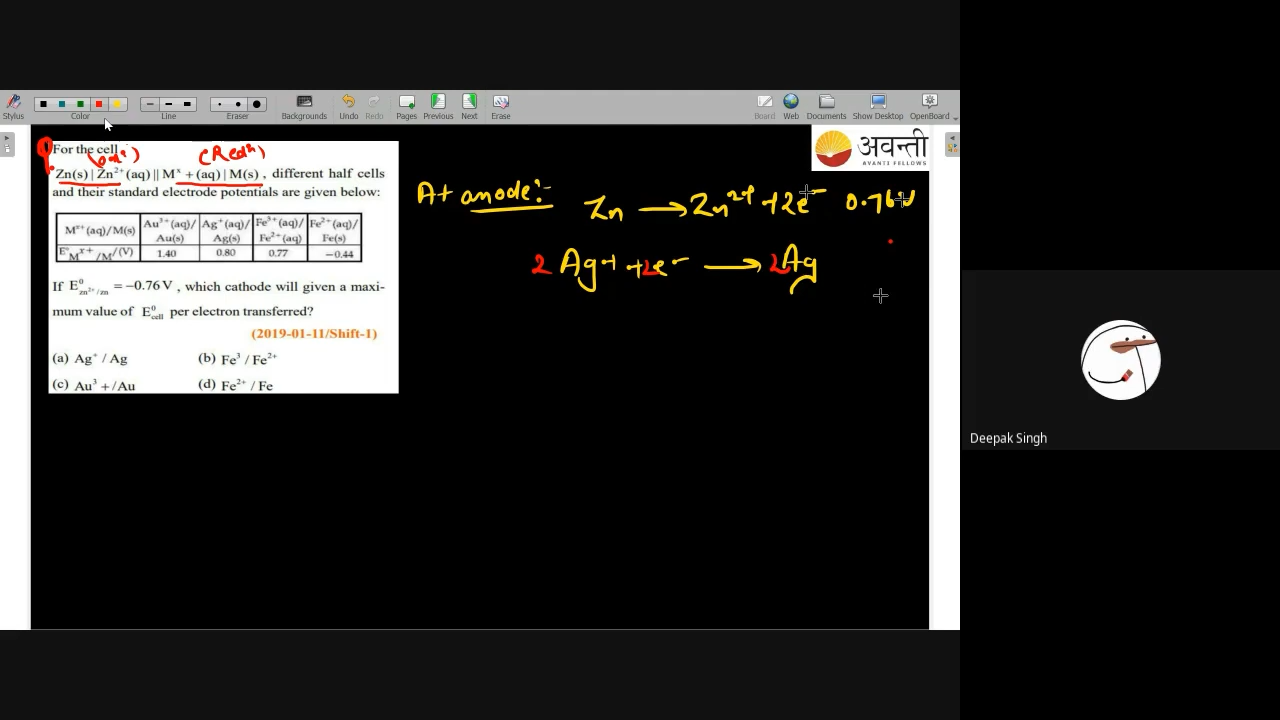 Stylus
Color
Line
Eraser
Backgrounds
Undo
Redo
Pages
Previous
Next
Erase
Board
Web
Documents
Show Desktop
OpenBoard
अवन्ती
AVANTI FELLOWS
For the cell
(Redⁿ)
Zn(s) | Zn²⁺(aq) || Mˣ + (aq) | M(s) , different half cells
and their standard electrode potentials are given below:
Mˣ⁺(aq)/M(s) Au³⁺(aq)/Au(s) Ag⁺(aq)/Ag(s) Fe³⁺(aq)/Fe²⁺(aq) Fe²⁺(aq)/Fe(s)
E°Mˣ⁺/M/(V) 1.40 0.80 0.77 −0.44
If E⁰Zn²⁺/Zn = −0.76 V , which cathode will given a maxi-
mum value of E⁰cell per electron transferred?
(2019-01-11/Shift-1)
(a) Ag⁺ / Ag (b) Fe³ / Fe²⁺
(c) Au³ + /Au (d) Fe²⁺ / Fe
At anode:- Zn → Zn²⁺ + 2e⁻ 0.76V
2Ag⁺ + 2e⁻ → 2Ag
Deepak Singh